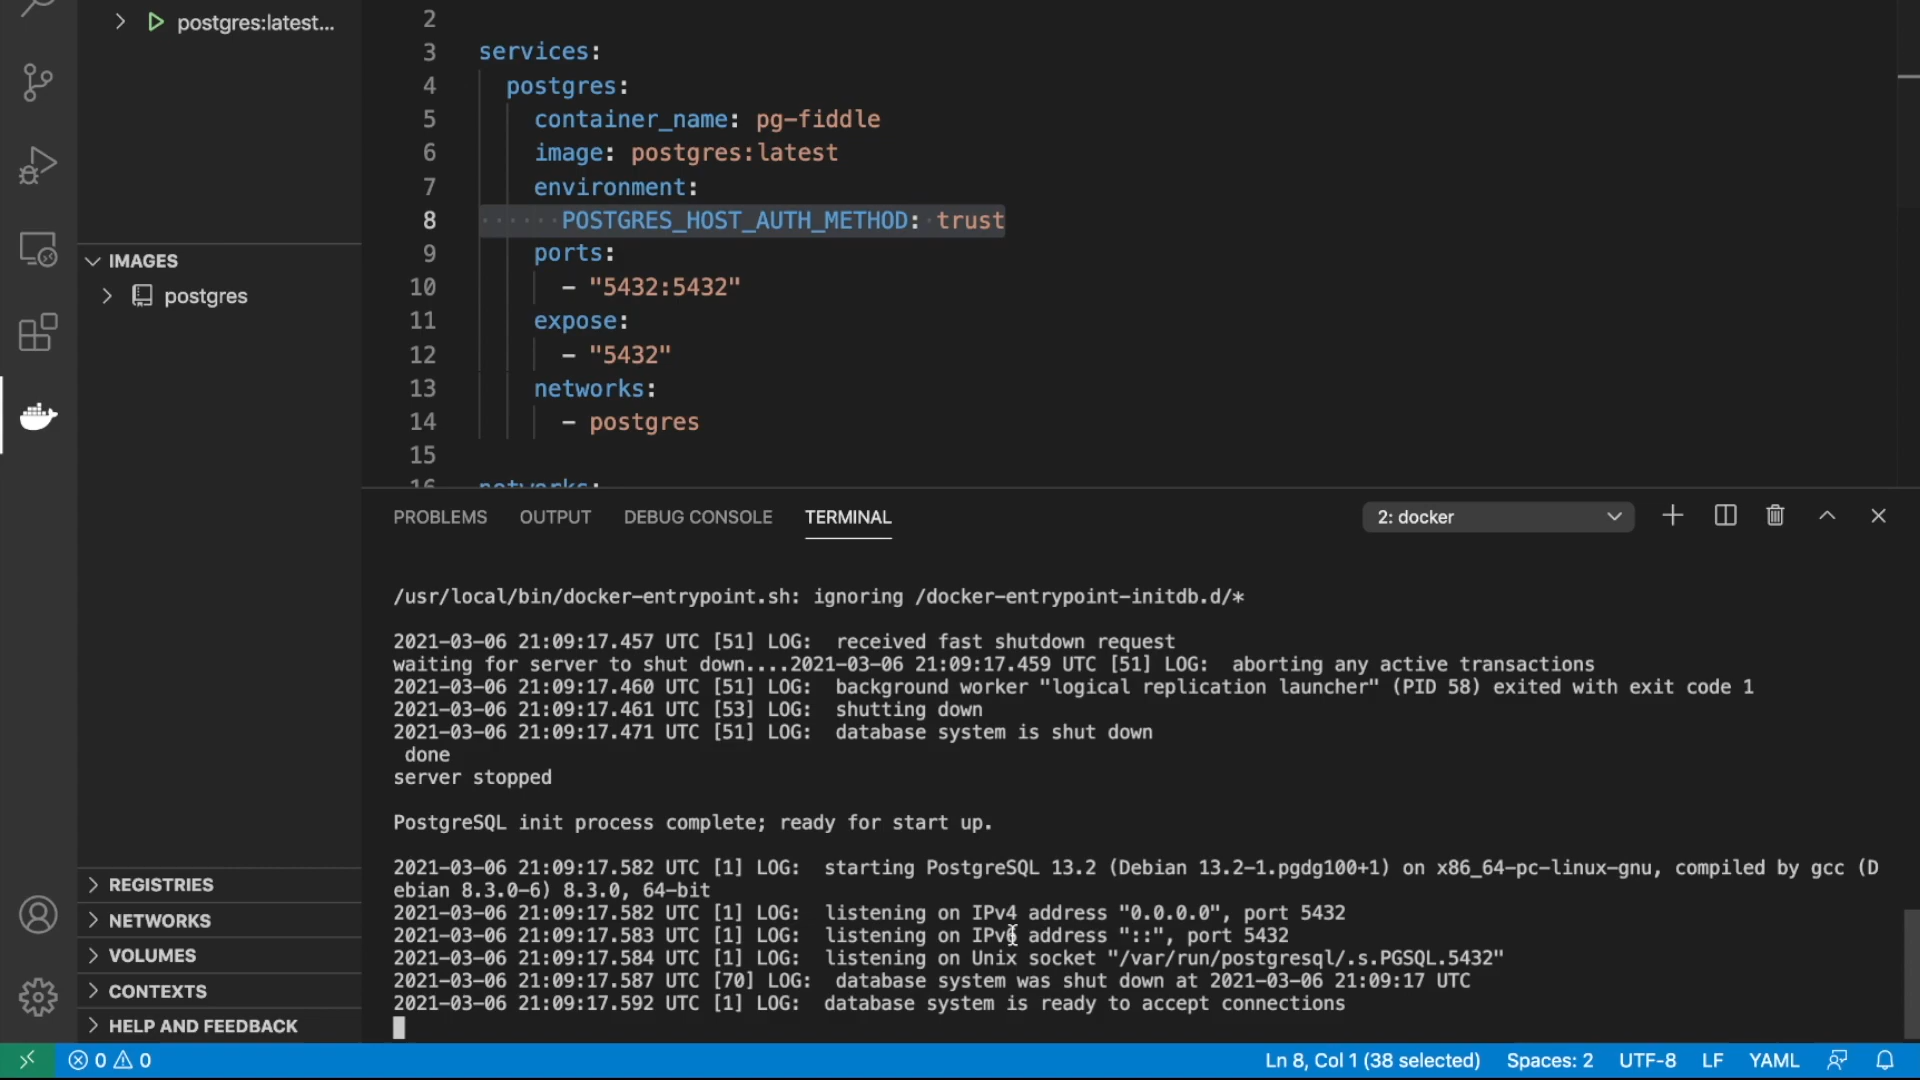 postgres:latest...
IMAGES
postgres
REGISTRIES
NETWORKS
VOLUMES
CONTEXTS
HELP AND FEEDBACK
2
3 services:
4 postgres:
5 container_name: pg-fiddle
6 image: postgres:latest
7 environment:
8 ······POSTGRES_HOST_AUTH_METHOD:·trust
9 ports:
10 - "5432:5432"
11 expose:
12 - "5432"
13 networks:
14 - postgres
15
16 networks:
PROBLEMS OUTPUT DEBUG CONSOLE TERMINAL 2: docker
/usr/local/bin/docker-entrypoint.sh: ignoring /docker-entrypoint-initdb.d/*
2021-03-06 21:09:17.457 UTC [51] LOG:  received fast shutdown request
waiting for server to shut down....2021-03-06 21:09:17.459 UTC [51] LOG:  aborting any active transactions
2021-03-06 21:09:17.460 UTC [51] LOG:  background worker "logical replication launcher" (PID 58) exited with exit code 1
2021-03-06 21:09:17.461 UTC [53] LOG:  shutting down
2021-03-06 21:09:17.471 UTC [51] LOG:  database system is shut down
done
server stopped
PostgreSQL init process complete; ready for start up.
2021-03-06 21:09:17.582 UTC [1] LOG:  starting PostgreSQL 13.2 (Debian 13.2-1.pgdg100+1) on x86_64-pc-linux-gnu, compiled by gcc (D
ebian 8.3.0-6) 8.3.0, 64-bit
2021-03-06 21:09:17.582 UTC [1] LOG:  listening on IPv4 address "0.0.0.0", port 5432
2021-03-06 21:09:17.583 UTC [1] LOG:  listening on IPv6 address "::", port 5432
2021-03-06 21:09:17.584 UTC [1] LOG:  listening on Unix socket "/var/run/postgresql/.s.PGSQL.5432"
2021-03-06 21:09:17.587 UTC [70] LOG:  database system was shut down at 2021-03-06 21:09:17 UTC
2021-03-06 21:09:17.592 UTC [1] LOG:  database system is ready to accept connections
0 0 Ln 8, Col 1 (38 selected) Spaces: 2 UTF-8 LF YAML